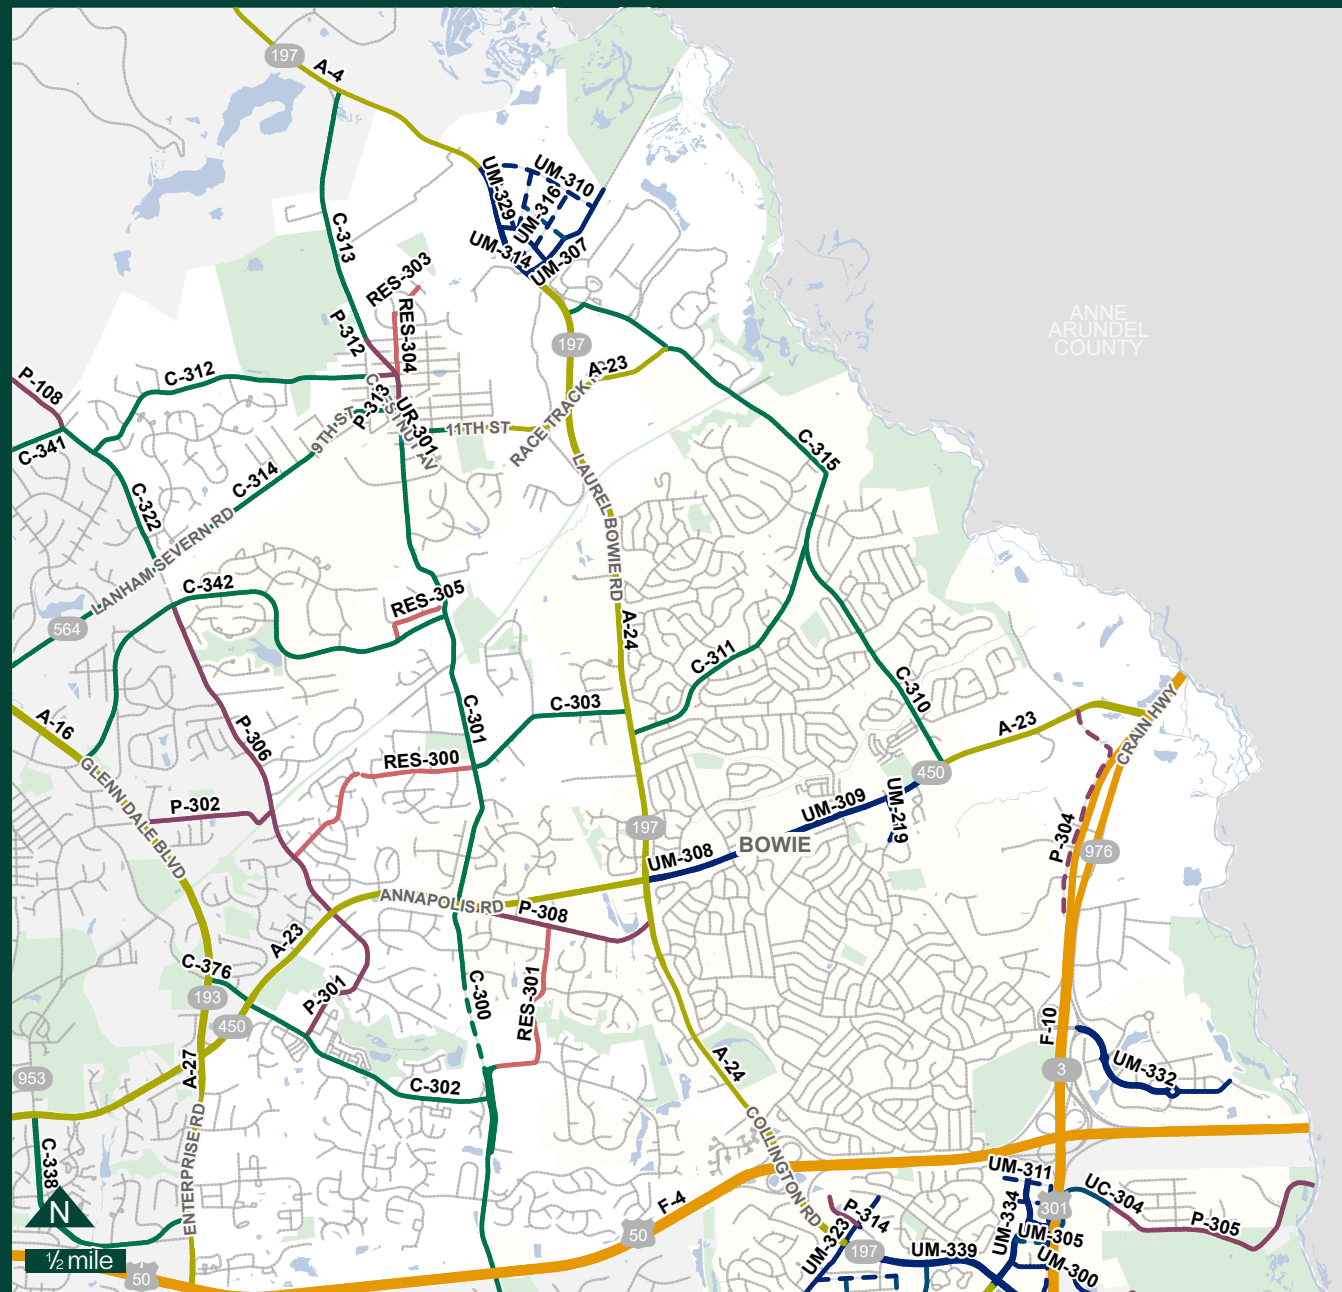 197
A-4
UM-310
UM-329
UM-316
UM-314
UM-307
C-313
RES-303
RES-304
P-312
ANNE
ARUNDEL
COUNTY
197
A-23
C-312
P-108
P-313
UR-301
11TH ST
9TH ST
RACE TRACK
C-341
C-314
C-322
C-315
LAUREL BOWIE RD
LANHAM SEVERN RD
C-342
RES-305
564
A-24
C-311
C-310
C-303
C-301
A-16
P-306
RES-300
A-23
CRAIN HWY
450
GLENN DALE BLVD
P-302
UM-309
UM-219
197
BOWIE
P-304
976
UM-308
ANNAPOLIS RD
P-308
A-23
C-376
193
450
P-301
C-300
RES-301
F-10
A-24
UM-332
3
953
A-27
C-302
COLLINGTON RD
ENTERPRISE RD
C-338
UM-311
UC-304
301
P-305
UM-334
UM-305
UM-300
P-314
UM-323
197
UM-339
F-4
50
N
½ mile
50